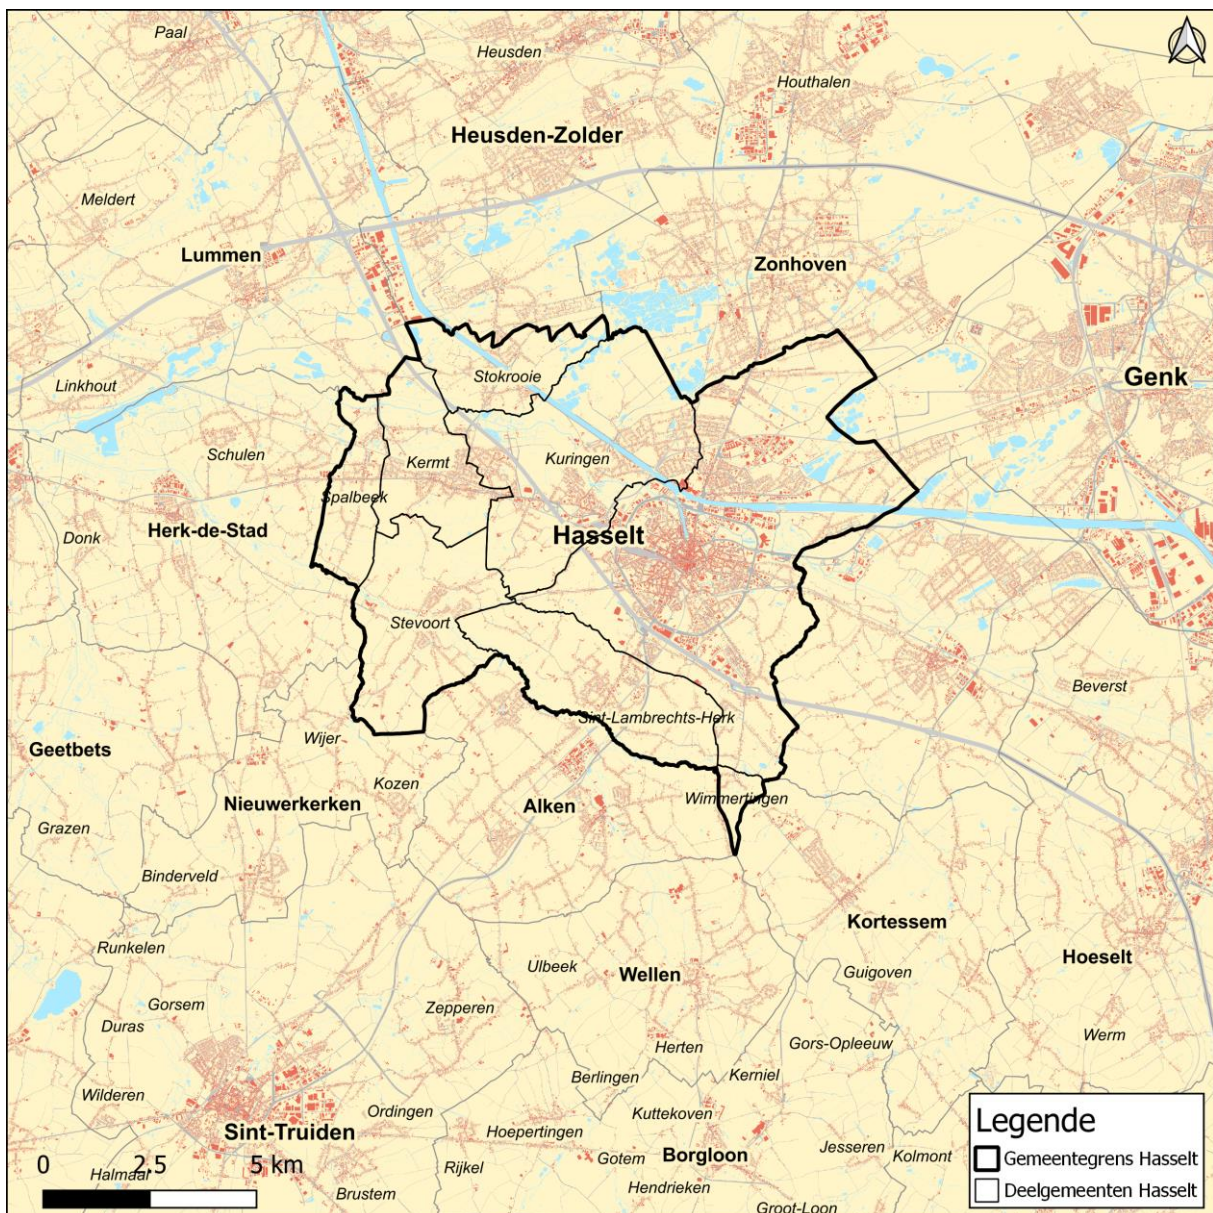 Paal
Heusden
Houthalen
Heusden-Zolder
Meldert
Lummen
Zonhoven
Linkhout
Stokrooie
Genk
Schulen
Kermt
Kuringen
Spalbeek
Herk-de-Stad
Donk
Hasselt
Stevoort
Beverst
Sint-Lambrechts-Herk
Wijer
Geetbets
Kozen
Nieuwerkerken
Alken
Wimmertingen
Grazen
Binderveld
Kortessem
Runkelen
Hoeselt
Ulbeek
Wellen
Guigoven
Gorsem
Zepperen
Duras
Werm
Gors-Opleeuw
Herten
Kerniel
Berlingen
Wilderen
Ordingen
Kuttekoven
Sint-Truiden
Hoepertingen
Jesseren
Kolmont
Gotem
Borgloon
Rijkel
Halmaal
Hendrieken
Brustem
Groot-Loon
0 2.5 5 km
Legende
Gemeentegrens Hasselt
Deelgemeenten Hasselt